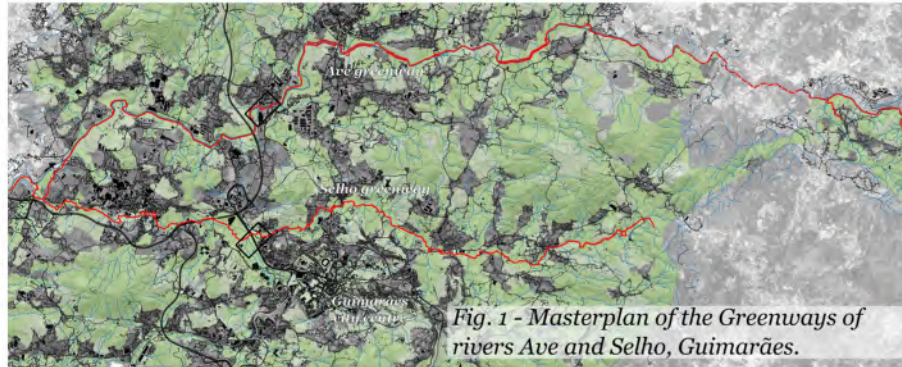 Ave greenway
Selho greenway
Guimarães
city centre
Fig. 1 - Masterplan of the Greenways of
rivers Ave and Selho, Guimarães.